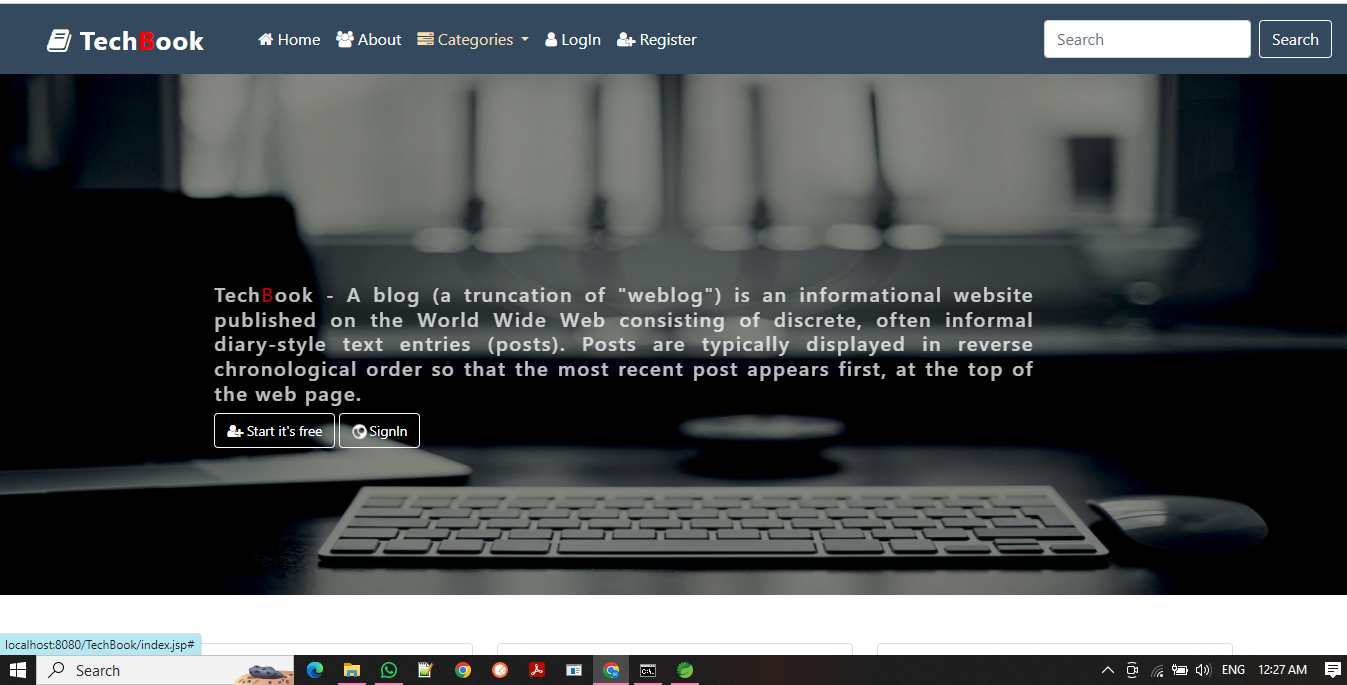 TechBook
Home About Categories LogIn Register
Search Search
TechBook - A blog (a truncation of "weblog") is an informational website
published on the World Wide Web consisting of discrete, often informal
diary-style text entries (posts). Posts are typically displayed in reverse
chronological order so that the most recent post appears first, at the top of
the web page.
Start it's free SignIn
localhost:8080/TechBook/index.jsp#
Search ENG 12:27 AM